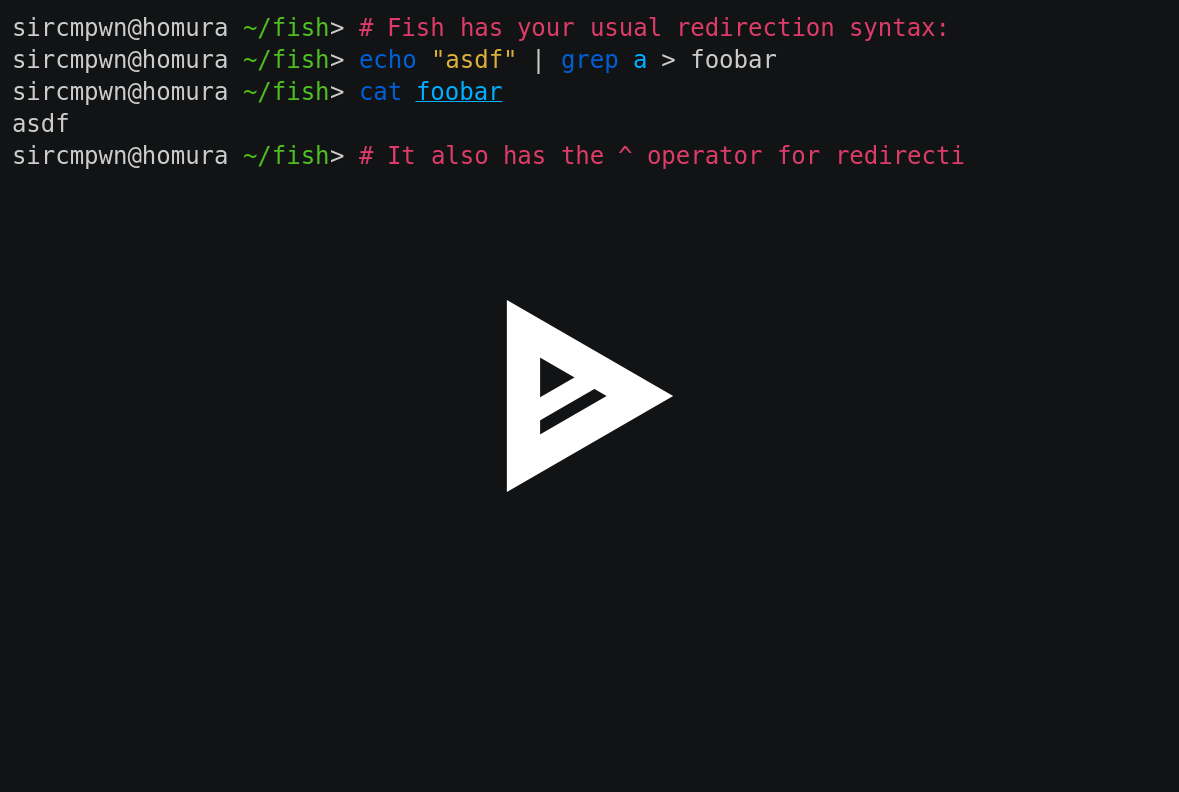 sircmpwn@homura ~/fish> # Fish has your usual redirection syntax:
sircmpwn@homura ~/fish> echo "asdf" | grep a > foobar
sircmpwn@homura ~/fish> cat foobar
asdf
sircmpwn@homura ~/fish> # It also has the ^ operator for redirecti